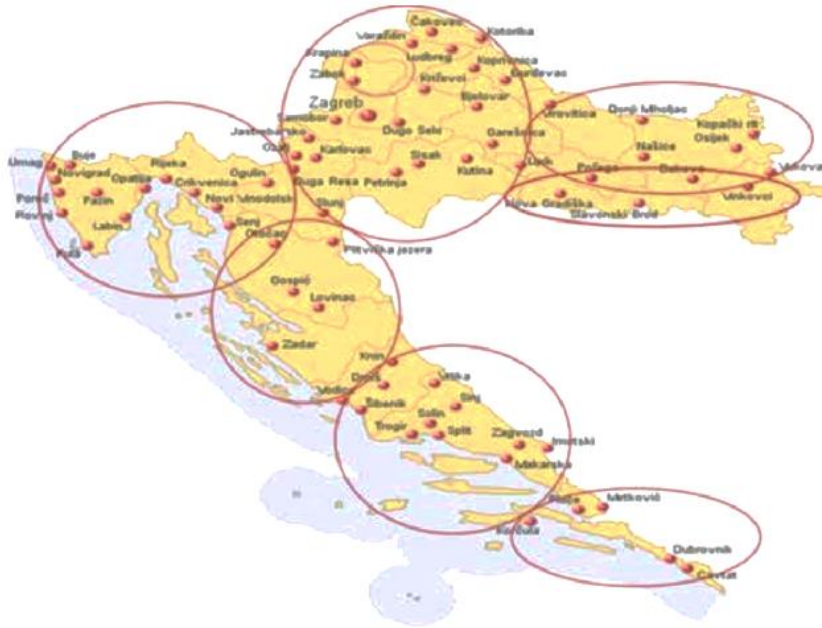 Čakovec
Varaždin
Kotoriba
Ludbreg
Krapina
Koprivnica
Zabok
Križevci
Đurđevac
Zagreb
Bjelovar
Samobor
Virovitica
Donji Miholjac
Dugo Selo
Kopački rit
Jastrebarsko
Garešnica
Osijek
Našice
Ozalj
Karlovac
Sisak
Buje
Umag
Rijeka
Kutina
Požega
Đakovo
Vukovar
Novigrad
Opatija
Ogulin
Duga Resa
Petrinja
Vinkovci
Crikvenica
Poreč
Pazin
Novi Vinodolski
Nova Gradiška
Slavonski Brod
Rovinj
Slunj
Labin
Senj
Otočac
Pula
Plitvička jezera
Gospić
Lovinac
Zadar
Knin
Drniš
Vrlika
Vodice
Šibenik
Sinj
Solin
Trogir
Split
Zagvozd
Imotski
Makarska
Metković
Korčula
Dubrovnik
Cavtat